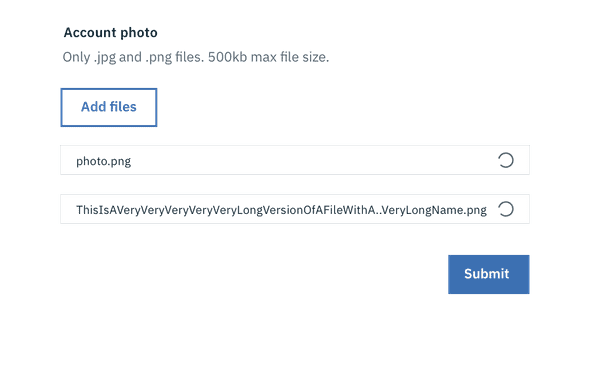 Account photo
Only .jpg and .png files. 500kb max file size.
Add files
photo.png
ThisIsAVeryVeryVeryVeryVeryLongVersionOfAFileWithA..VeryLongName.png
Submit